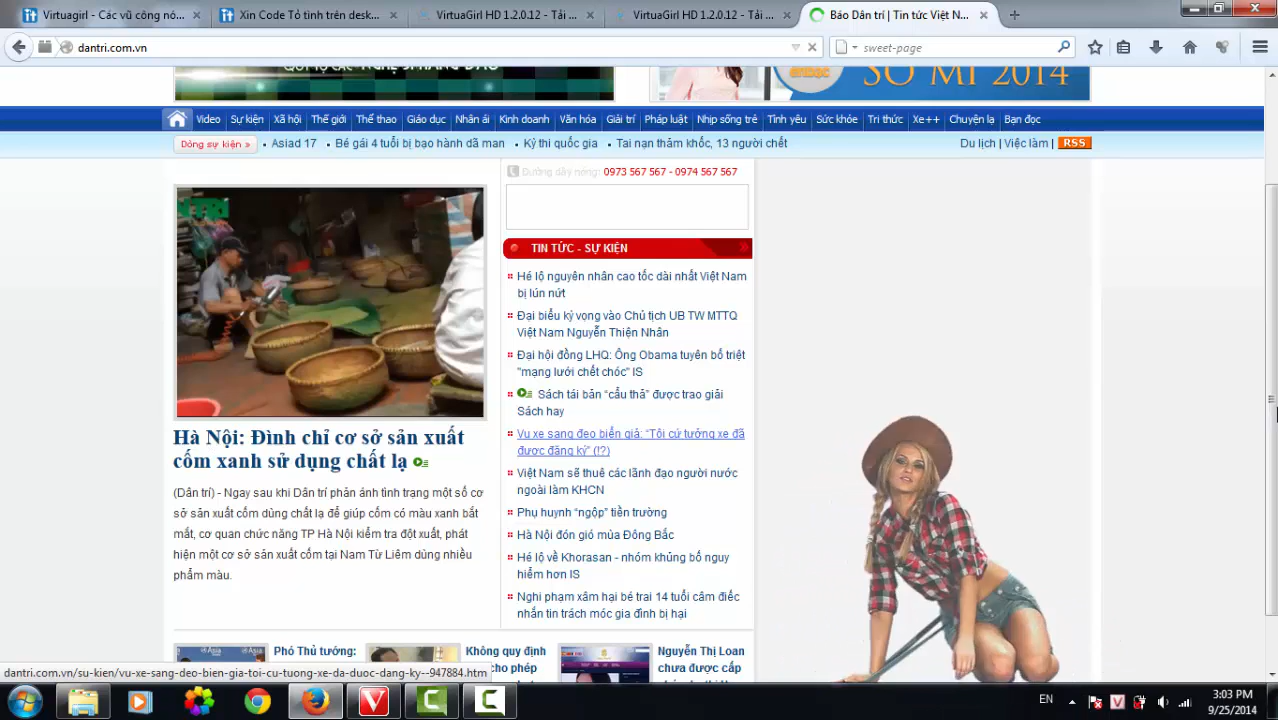 Virtuagirl - Các vũ công nó...
Xin Code Tỏ tình trên desk...
VirtuaGirl HD 1.2.0.12 - Tải ...
VirtuaGirl HD 1.2.0.12 - Tải ...
Báo Dân trí | Tin tức Việt N...
dantri.com.vn
sweet-page
SƠ MI 2014
Video
Sự kiện
Xã hội
Thế giới
Thể thao
Giáo dục
Nhân ái
Kinh doanh
Văn hóa
Giải trí
Pháp luật
Nhịp sống trẻ
Tình yêu
Sức khỏe
Tri thức
Xe++
Chuyện lạ
Bạn đọc
Dòng sự kiện »
Asiad 17
Bé gái 4 tuổi bị bạo hành dã man
Kỳ thi quốc gia
Tai nạn thảm khốc, 13 người chết
Du lịch | Việc làm | RSS
Đường dây nóng: 0973 567 567 - 0974 567 567
TIN TỨC - SỰ KIỆN
Hé lộ nguyên nhân cao tốc dài nhất Việt Nam
bị lún nứt
Đại biểu kỳ vọng vào Chủ tịch UB TW MTTQ
Việt Nam Nguyễn Thiện Nhân
Đại hội đồng LHQ: Ông Obama tuyên bố triệt
"mạng lưới chết chóc" IS
Sách tái bản “cẩu thả” được trao giải
Sách hay
Vụ xe sang đeo biển giả: “Tôi cứ tưởng xe đã
được đăng ký” (!?)
Việt Nam sẽ thuê các lãnh đạo người nước
ngoài làm KHCN
Phụ huynh “ngộp” tiền trường
Hà Nội đón gió mùa Đông Bắc
Hé lộ về Khorasan - nhóm khủng bố nguy
hiểm hơn IS
Nghi phạm xâm hại bé trai 14 tuổi câm điếc
nhắn tin trách móc gia đình bị hại
Hà Nội: Đình chỉ cơ sở sản xuất
cốm xanh sử dụng chất lạ
(Dân trí) - Ngay sau khi Dân trí phản ánh tình trạng một số cơ
sở sản xuất cốm dùng chất lạ để giúp cốm có màu xanh bắt
mắt, cơ quan chức năng TP Hà Nội kiểm tra đột xuất, phát
hiện một cơ sở sản xuất cốm tại Nam Từ Liêm dùng nhiều
phẩm màu.
Phó Thủ tướng:
Không quy định
cho phép
Nguyễn Thị Loan
chưa được cấp
dantri.com.vn/su-kien/vu-xe-sang-deo-bien-gia-toi-cu-tuong-xe-da-duoc-dang-ky--947884.htm
EN
3:03 PM
9/25/2014